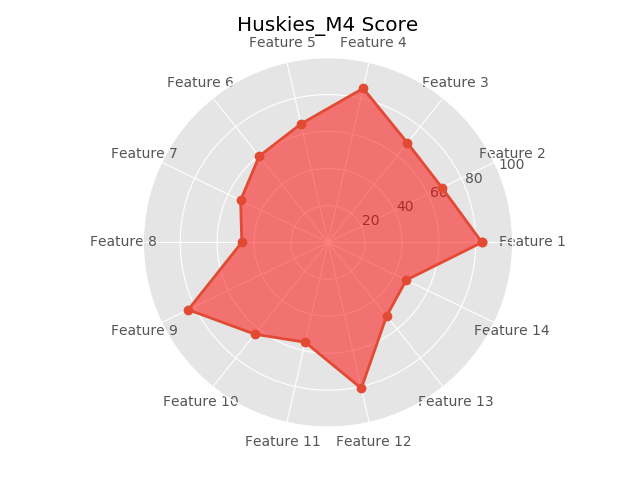 Huskies_M4 Score
Feature 5
Feature 4
Feature 6
Feature 3
Feature 7
Feature 2
100
80
60
40
20
Feature 8
Feature 1
Feature 9
Feature 14
Feature 10
Feature 13
Feature 11
Feature 12